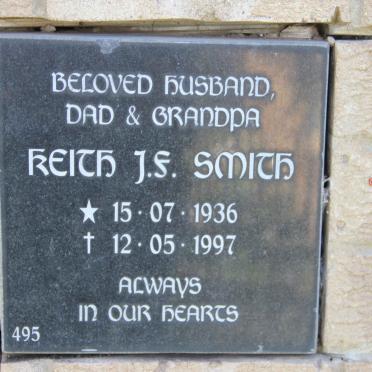 BELOVED HUSBAND,
DAD & GRANDPA
KEITH J.F. SMITH
★ 15·07·1936
† 12·05·1997
ALWAYS
IN OUR HEARTS
495